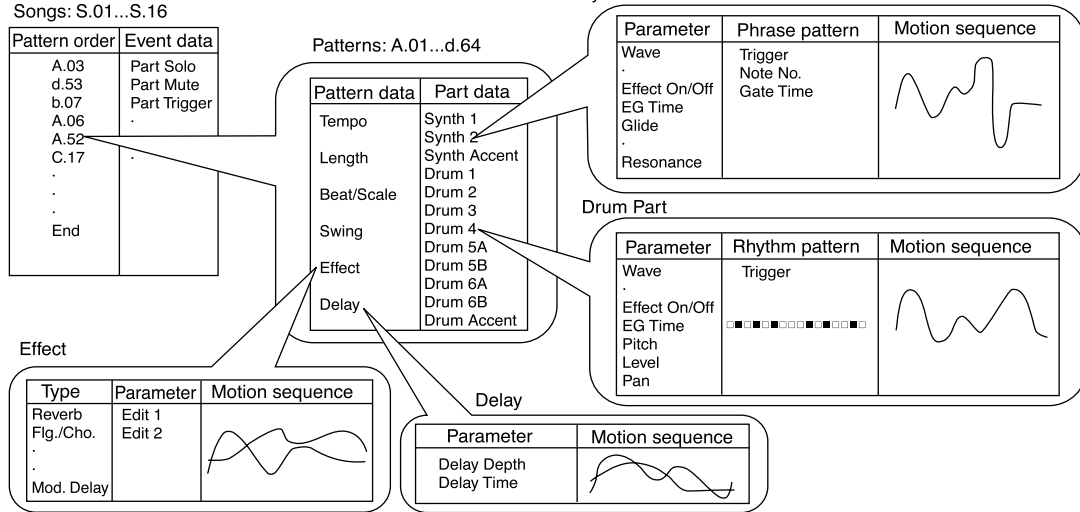 Songs: S.01...S.16
Pattern order Event data
A.03 Part Solo
d.53 Part Mute
b.07 Part Trigger
A.06 .
A.52
C.17 .
.
.
.
End
Patterns: A.01...d.64
Pattern data Part data
Tempo
Length
Beat/Scale
Swing
Effect
Delay
Synth 1
Synth 2
Synth Accent
Drum 1
Drum 2
Drum 3
Drum 4
Drum 5A
Drum 5B
Drum 6A
Drum 6B
Drum Accent
Parameter Phrase pattern Motion sequence
Wave
.
Effect On/Off
EG Time
Glide
.
Resonance
Trigger
Note No.
Gate Time
Drum Part
Parameter Rhythm pattern Motion sequence
Wave
.
Effect On/Off
EG Time
Pitch
Level
Pan
Trigger
Effect
Type Parameter Motion sequence
Reverb Edit 1
Flg./Cho. Edit 2
.
.
Mod. Delay
Delay
Parameter Motion sequence
Delay Depth
Delay Time